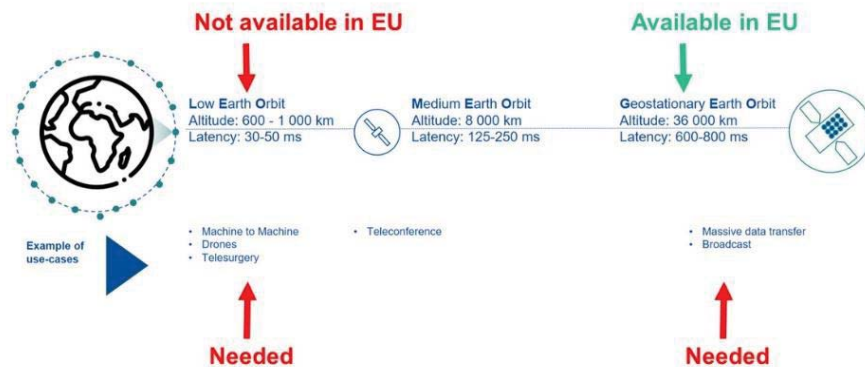 Not available in EU
Available in EU
Low Earth Orbit
Altitude: 600 - 1 000 km
Latency: 30-50 ms
Medium Earth Orbit
Altitude: 8 000 km
Latency: 125-250 ms
Geostationary Earth Orbit
Altitude: 36 000 km
Latency: 600-800 ms
Example of
use-cases
• Machine to Machine
• Drones
• Telesurgery
• Teleconference
• Massive data transfer
• Broadcast
Needed
Needed